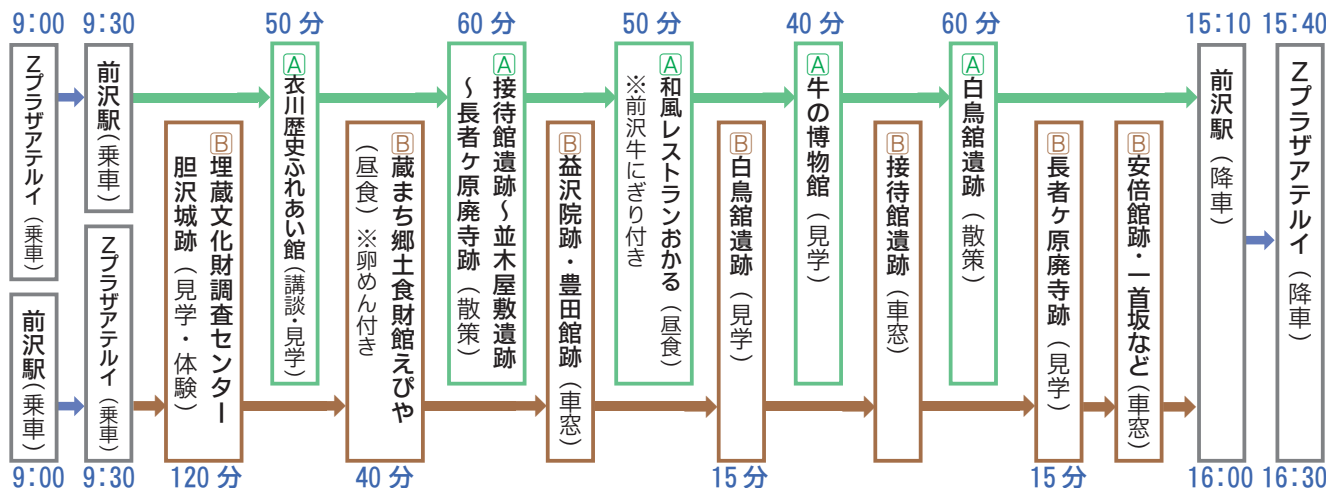 9:00
9:30
50分
60分
50分
40分
60分
15:10
15:40
Zプラザアテルイ(乗車)
前沢駅(乗車)
A衣川歴史ふれあい館(講談・見学)
A接待館遺跡~並木屋敷遺跡
~長者ヶ原廃寺跡(散策)
A和風レストランおかる(昼食)
※前沢牛にぎり付き
A牛の博物館(見学)
A白鳥舘遺跡(散策)
前沢駅(降車)
Zプラザアテルイ(降車)
前沢駅(乗車)
Zプラザアテルイ(乗車)
B埋蔵文化財調査センター
胆沢城跡(見学・体験)
B蔵まち郷土食財館えびや
(昼食)※卵めん付き
B益沢院跡・豊田館跡(車窓)
B白鳥舘遺跡(見学)
B接待館遺跡(車窓)
B長者ヶ原廃寺跡(見学)
B安倍館跡・一首坂など(車窓)
9:00
9:30
120分
40分
15分
15分
16:00
16:30